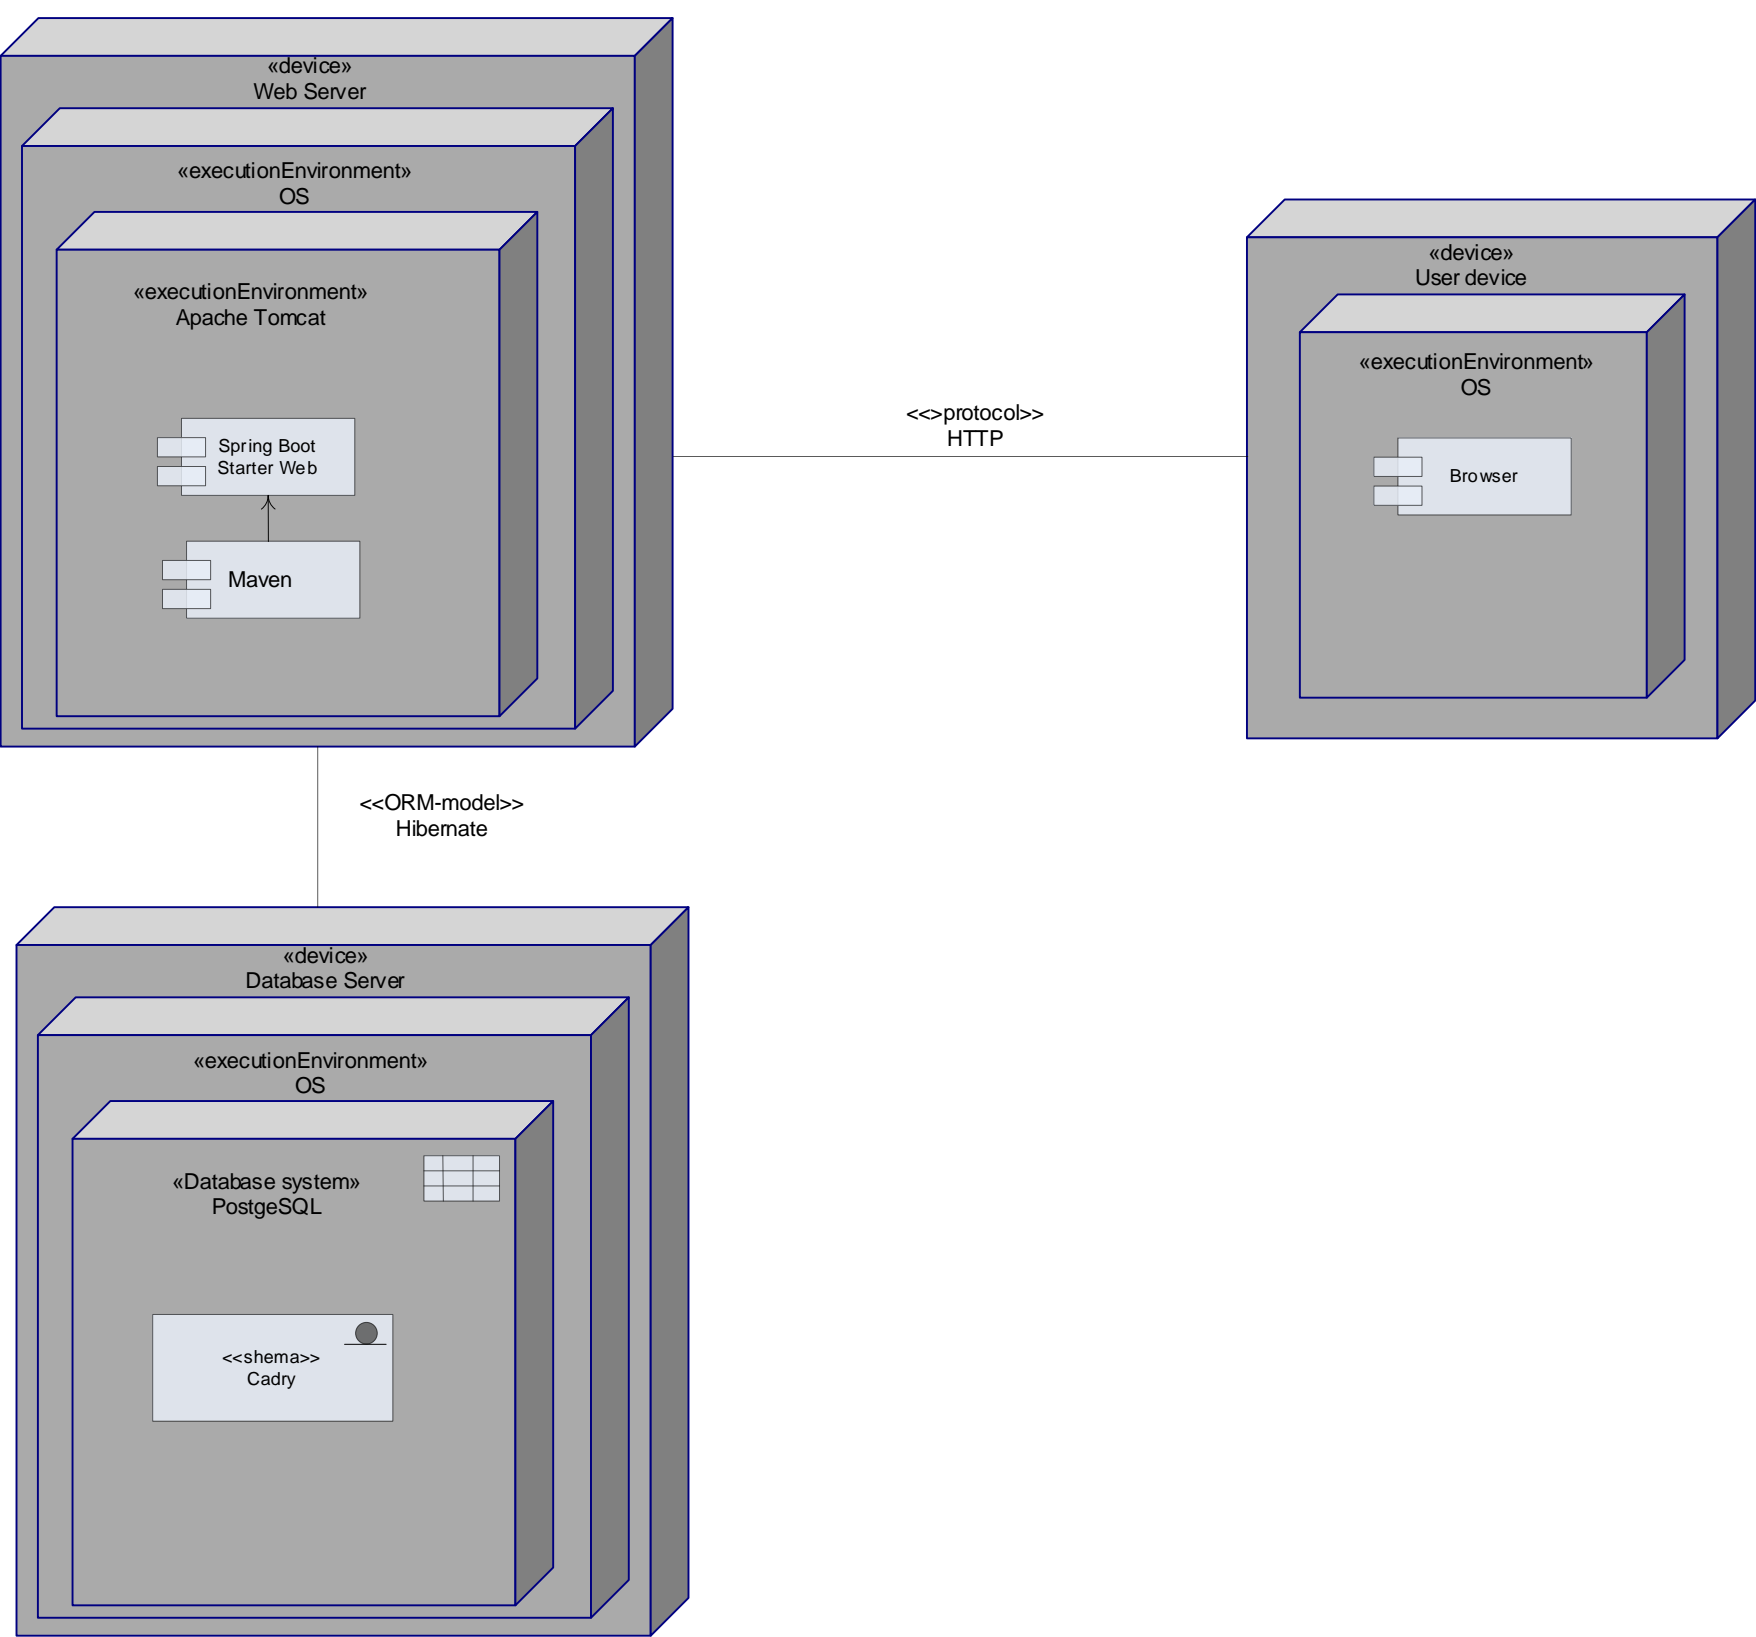 «device»
Web Server
«executionEnvironment»
OS
«executionEnvironment»
Apache Tomcat
Spring Boot
Starter Web
Maven
<<>protocol>>
HTTP
«device»
User device
«executionEnvironment»
OS
Browser
<<ORM-model>>
Hibernate
«device»
Database Server
«executionEnvironment»
OS
«Database system»
PostgeSQL
<<shema>>
Cadry